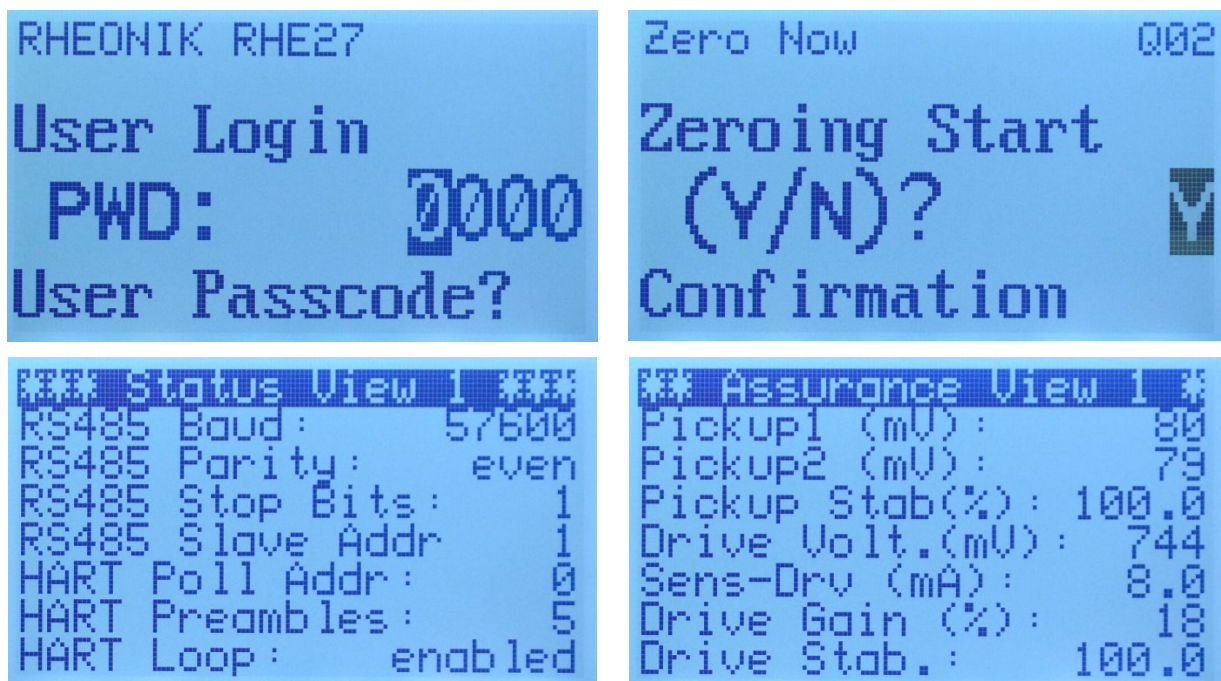 RHEONIK RHE27
User Login
PWD: 0000
User Passcode?
Zero Now Q02
Zeroing Start
(Y/N)? Y
Confirmation
*** Status View 1 ***
RS485 Baud: 57600
RS485 Parity: even
RS485 Stop Bits: 1
RS485 Slave Addr 1
HART Poll Addr: 0
HART Preambles: 5
HART Loop: enabled
** Assurance View 1 *
Pickup1 (mV): 80
Pickup2 (mV): 79
Pickup Stab(%): 100.0
Drive Volt.(mV): 744
Sens-Drv (mA): 8.0
Drive Gain (%): 18
Drive Stab.: 100.0